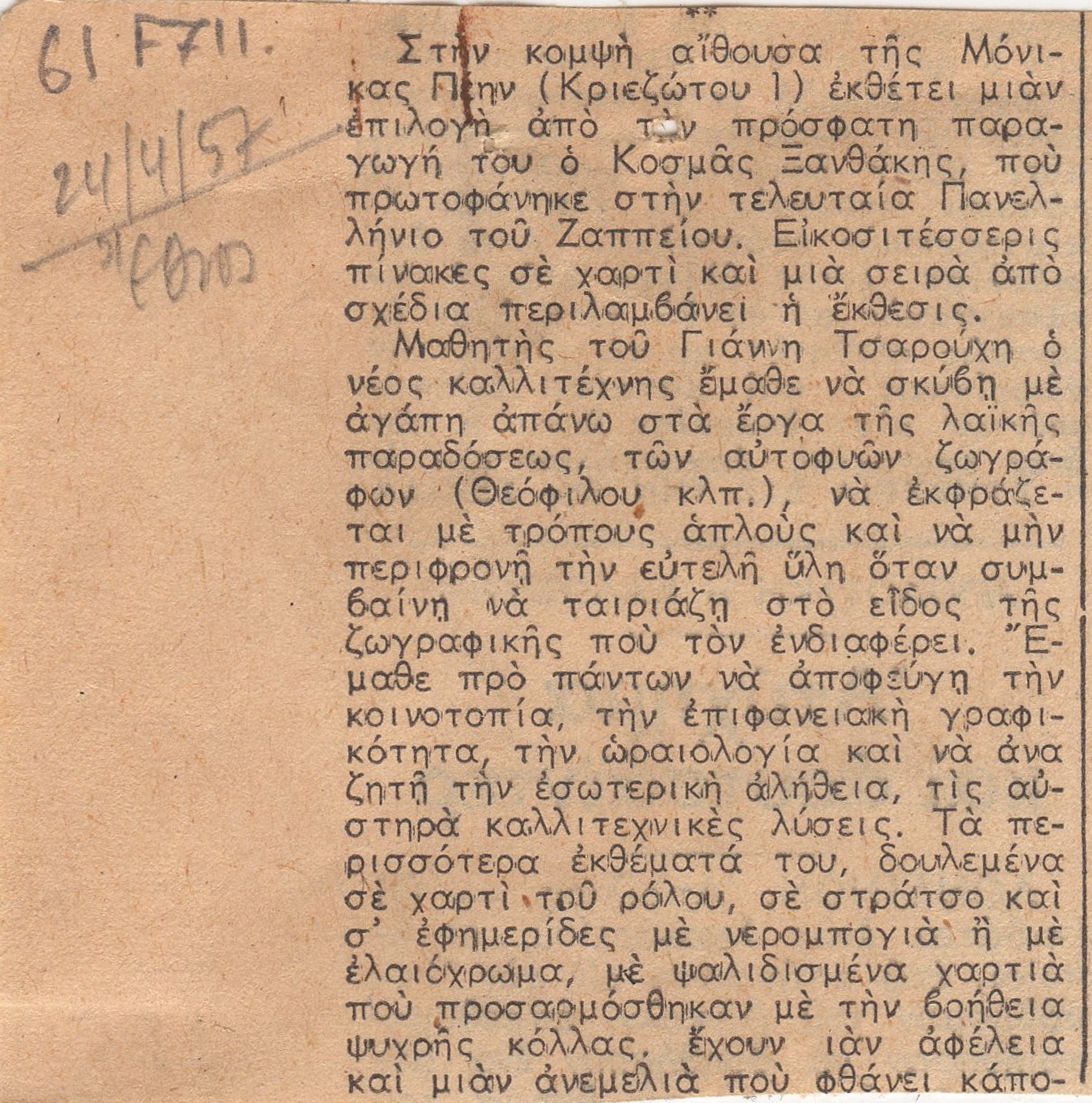 61 F711.
24/4/57
Έθνος
**
Στὴν κομψὴ αἴθουσα τῆς Μόνι-
κας Πέην (Κριεζώτου 1) ἐκθέτει μιὰν
ἐπιλογὴ ἀπὸ τὴν πρόσφατη παρα-
γωγή του ὁ Κοσμᾶς Ξανθάκης, ποὺ
πρωτοφάνηκε στὴν τελευταία Πανελ-
λήνιο τοῦ Ζαππείου. Εἰκοσιτέσσερις
πίνακες σὲ χαρτὶ καὶ μιὰ σειρὰ ἀπὸ
σχέδια περιλαμβάνει ἡ ἔκθεσις.
Μαθητὴς τοῦ Γιάννη Τσαρούχη ὁ
νέος καλλιτέχνης ἔμαθε νὰ σκύβη μὲ
ἀγάπη ἀπάνω στὰ ἔργα τῆς λαϊκῆς
παραδόσεως, τῶν αὐτοφυῶν ζωγρά-
φων (Θεόφιλου κλπ.), νὰ ἐκφράζε-
ται μὲ τρόπους ἁπλοὺς καὶ νὰ μὴν
περιφρονῇ τὴν εὐτελῆ ὕλη ὅταν συμ-
βαίνῃ νὰ ταιριάζῃ στὸ εἶδος τῆς
ζωγραφικῆς ποὺ τὸν ἐνδιαφέρει. Ἔ-
μαθε πρὸ πάντων νὰ ἀποφεύγῃ τὴν
κοινοτοπία, τὴν ἐπιφανειακὴ γραφι-
κότητα, τὴν ὡραιολογία καὶ νὰ ἀνα
ζητῇ τὴν ἐσωτερικὴ ἀλήθεια, τὶς αὐ-
στηρὰ καλλιτεχνικὲς λύσεις. Τὰ πε-
ρισσότερα ἐκθέματά του, δουλεμένα
σὲ χαρτὶ τοῦ ρόλου, σὲ στράτσο καὶ
σ' ἐφημερίδες μὲ νερομπογιὰ ἢ μὲ
ἐλαιόχρωμα, μὲ ψαλιδισμένα χαρτιὰ
ποὺ προσαρμόσθηκαν μὲ τὴν βοήθεια
ψυχρῆς κόλλας, ἔχουν ιὰν ἀφέλεια
καὶ μιὰν ἀνεμελιὰ ποὺ φθάνει κάπο-